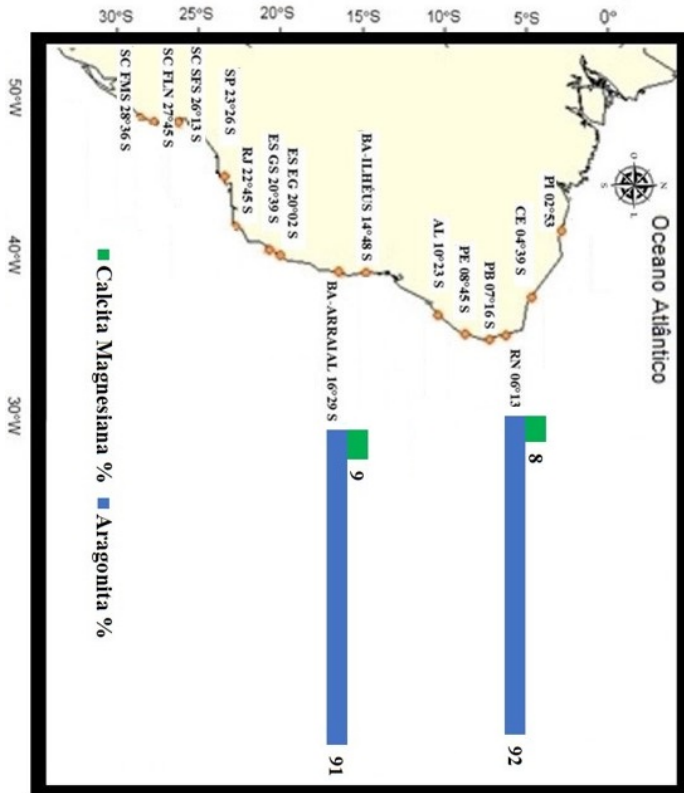 Oceano Atlântico
N
O
L
S
PI 02°53
CE 04°39 S
RN 06°13
PB 07°16 S
PE 08°45 S
AL 10°23 S
BA-ILHÉUS 14°48 S
BA-ARRAIAL 16°29 S
ES EG 20°02 S
ES GS 20°39 S
RJ 22°45 S
SP 23°26 S
SC SFS 26°13 S
SC FLN 27°45 S
SC FMS 28°36 S
8
92
9
91
Calcita Magnesiana % Aragonita %
0°S
5°S
10°S
15°S
20°S
25°S
30°S
50°W
40°W
30°W